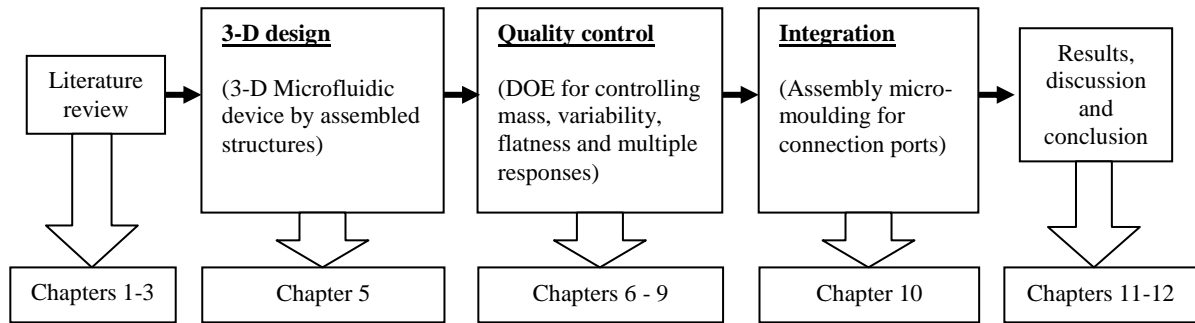 Literature
review
3-D design
(3-D Microfluidic
device by assembled
structures)
Quality control
(DOE for controlling
mass, variability,
flatness and multiple
responses)
Integration
(Assembly micro-
moulding for
connection ports)
Results,
discussion
and
conclusion
Chapters 1-3
Chapter 5
Chapters 6 - 9
Chapter 10
Chapters 11-12